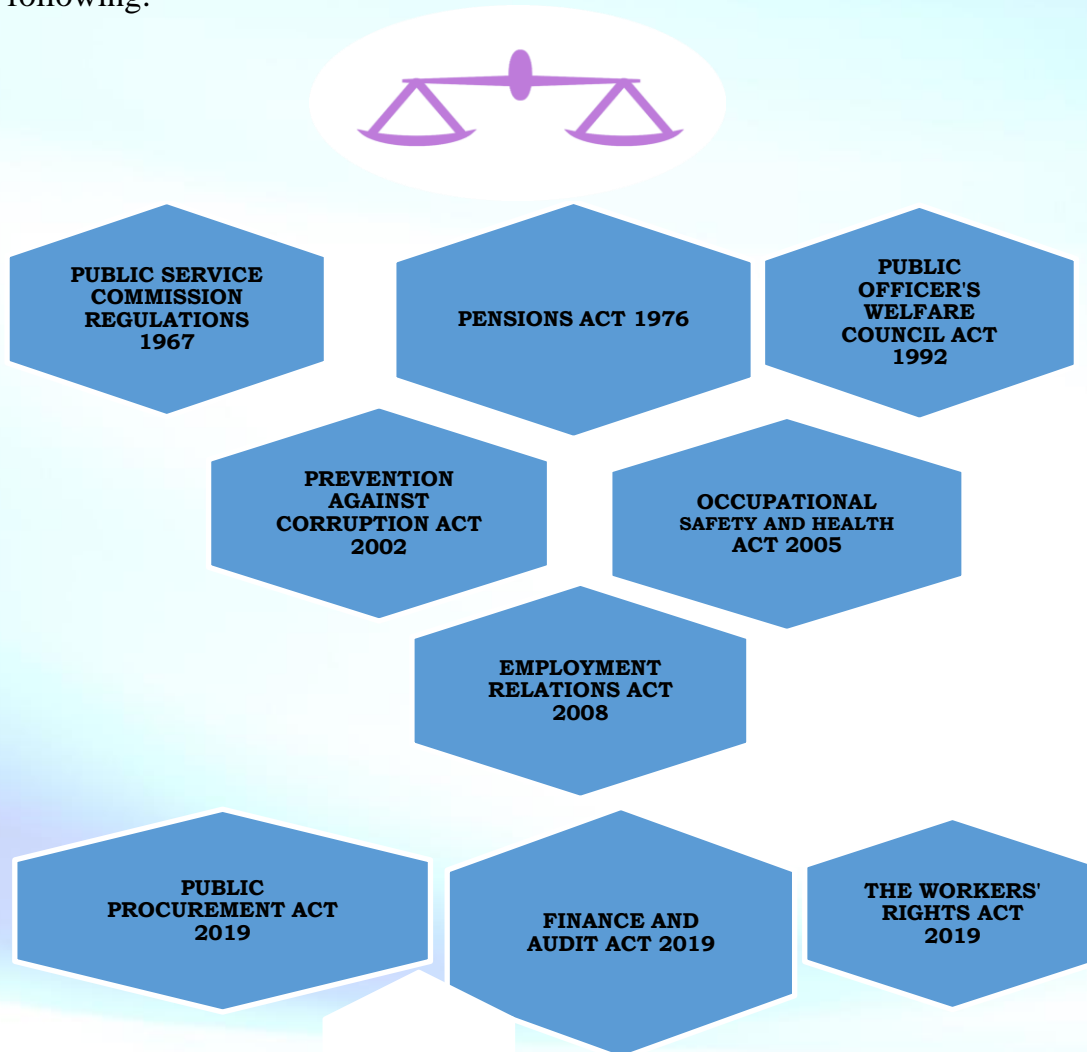 following:
PUBLIC SERVICE
COMMISSION
REGULATIONS
1967
PENSIONS ACT 1976
PUBLIC
OFFICER'S
WELFARE
COUNCIL ACT
1992
PREVENTION
AGAINST
CORRUPTION ACT
2002
OCCUPATIONAL
SAFETY AND HEALTH
ACT 2005
EMPLOYMENT
RELATIONS ACT
2008
PUBLIC
PROCUREMENT ACT
2019
FINANCE AND
AUDIT ACT 2019
THE WORKERS'
RIGHTS ACT
2019